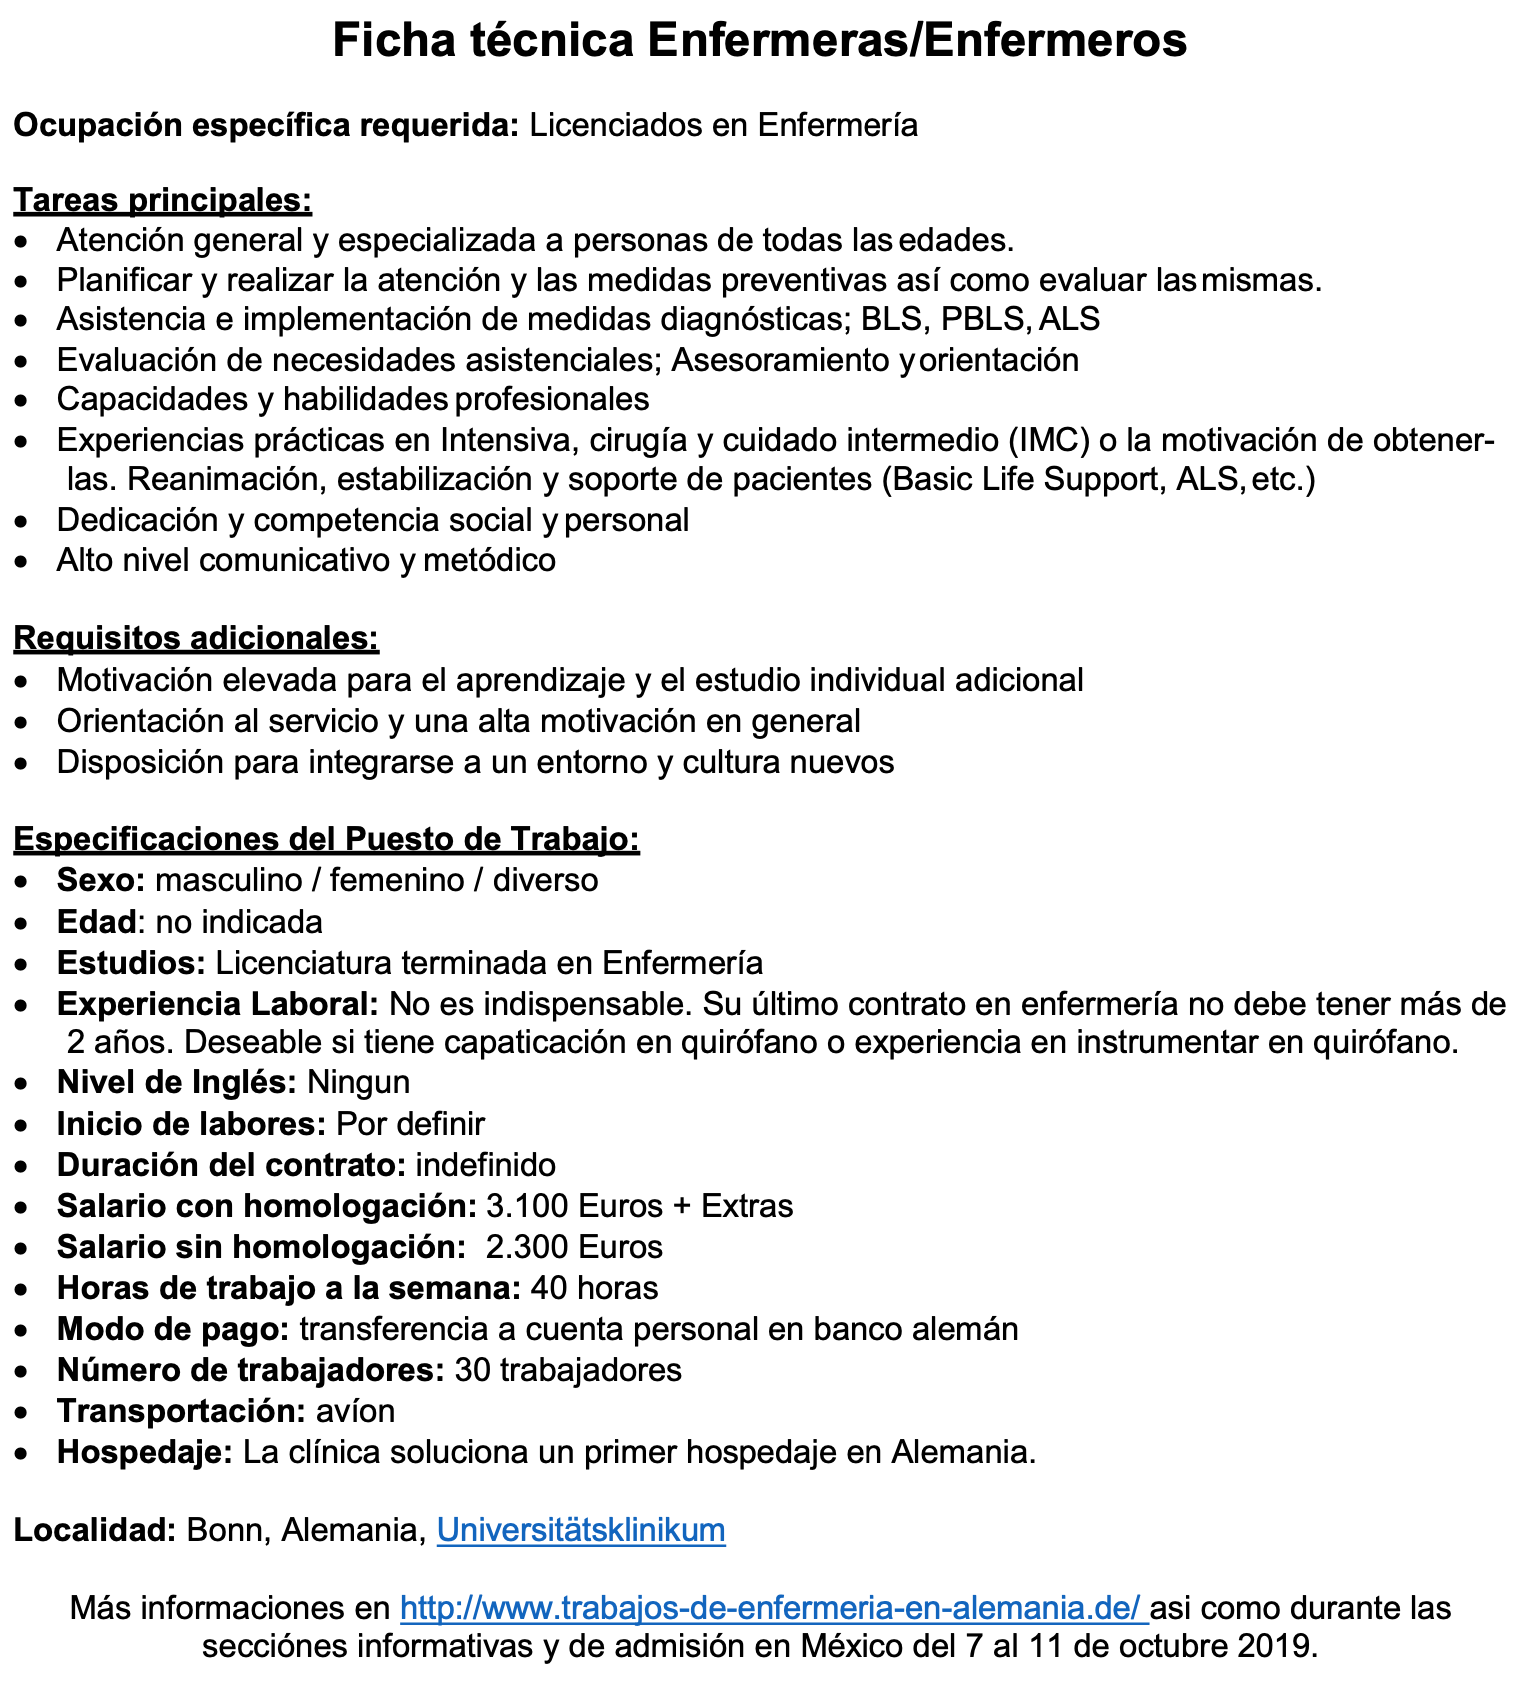 Ficha técnica Enfermeras/Enfermeros
Ocupación específica requerida: Licenciados en Enfermería
Tareas principales:
• Atención general y especializada a personas de todas las edades.
• Planificar y realizar la atención y las medidas preventivas así como evaluar las mismas.
• Asistencia e implementación de medidas diagnósticas; BLS, PBLS, ALS
• Evaluación de necesidades asistenciales; Asesoramiento y orientación
• Capacidades y habilidades profesionales
• Experiencias prácticas en Intensiva, cirugía y cuidado intermedio (IMC) o la motivación de obtener-
las. Reanimación, estabilización y soporte de pacientes (Basic Life Support, ALS, etc.)
• Dedicación y competencia social y personal
• Alto nivel comunicativo y metódico
Requisitos adicionales:
• Motivación elevada para el aprendizaje y el estudio individual adicional
• Orientación al servicio y una alta motivación en general
• Disposición para integrarse a un entorno y cultura nuevos
Especificaciones del Puesto de Trabajo:
• Sexo: masculino / femenino / diverso
• Edad: no indicada
• Estudios: Licenciatura terminada en Enfermería
• Experiencia Laboral: No es indispensable. Su último contrato en enfermería no debe tener más de
2 años. Deseable si tiene capaticación en quirófano o experiencia en instrumentar en quirófano.
• Nivel de Inglés: Ningun
• Inicio de labores: Por definir
• Duración del contrato: indefinido
• Salario con homologación: 3.100 Euros + Extras
• Salario sin homologación: 2.300 Euros
• Horas de trabajo a la semana: 40 horas
• Modo de pago: transferencia a cuenta personal en banco alemán
• Número de trabajadores: 30 trabajadores
• Transportación: avíon
• Hospedaje: La clínica soluciona un primer hospedaje en Alemania.
Localidad: Bonn, Alemania, Universitätsklinikum
Más informaciones en http://www.trabajos-de-enfermeria-en-alemania.de/ asi como durante las
secciónes informativas y de admisión en México del 7 al 11 de octubre 2019.